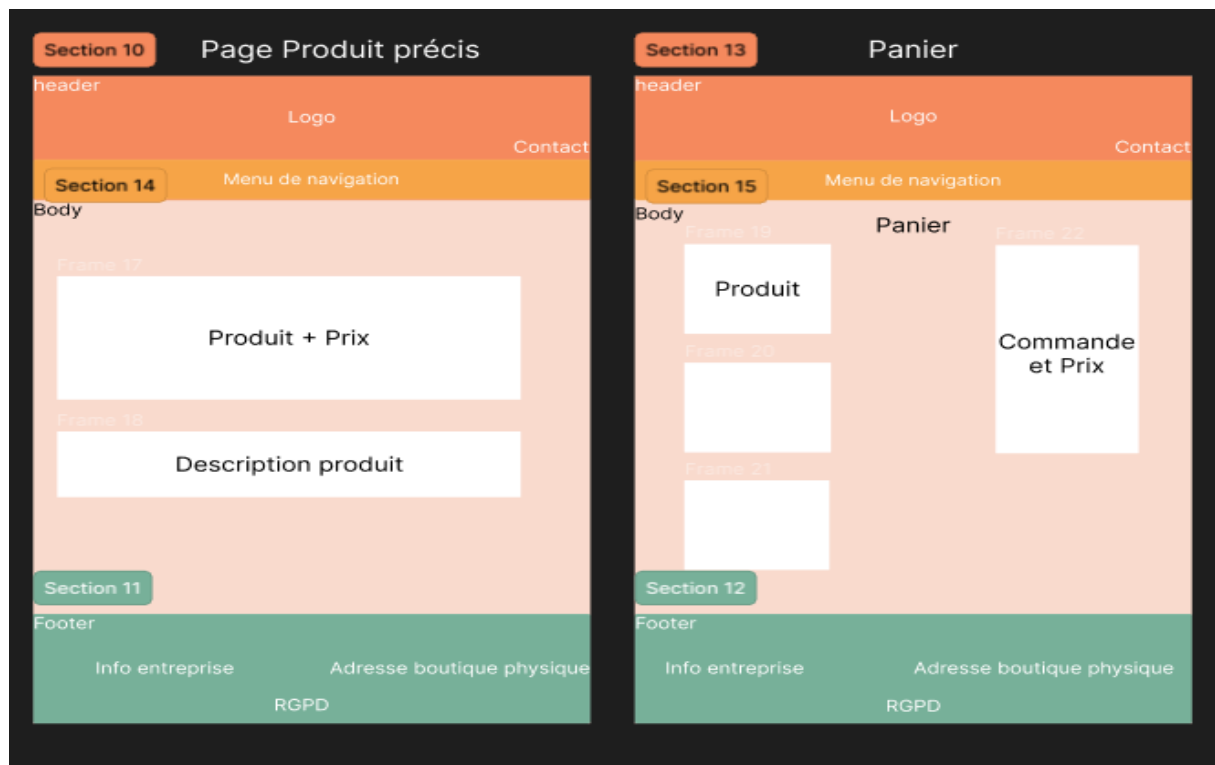 Section 10
Page Produit précis
header
Logo
Contact
Section 14
Menu de navigation
Body
Frame 17
Produit + Prix
Frame 18
Description produit
Section 11
Footer
Info entreprise
Adresse boutique physique
RGPD
Section 13
Panier
header
Logo
Contact
Section 15
Menu de navigation
Body
Panier
Frame 19
Produit
Frame 20
Frame 21
Frame 22
Commande
et Prix
Section 12
Footer
Info entreprise
Adresse boutique physique
RGPD